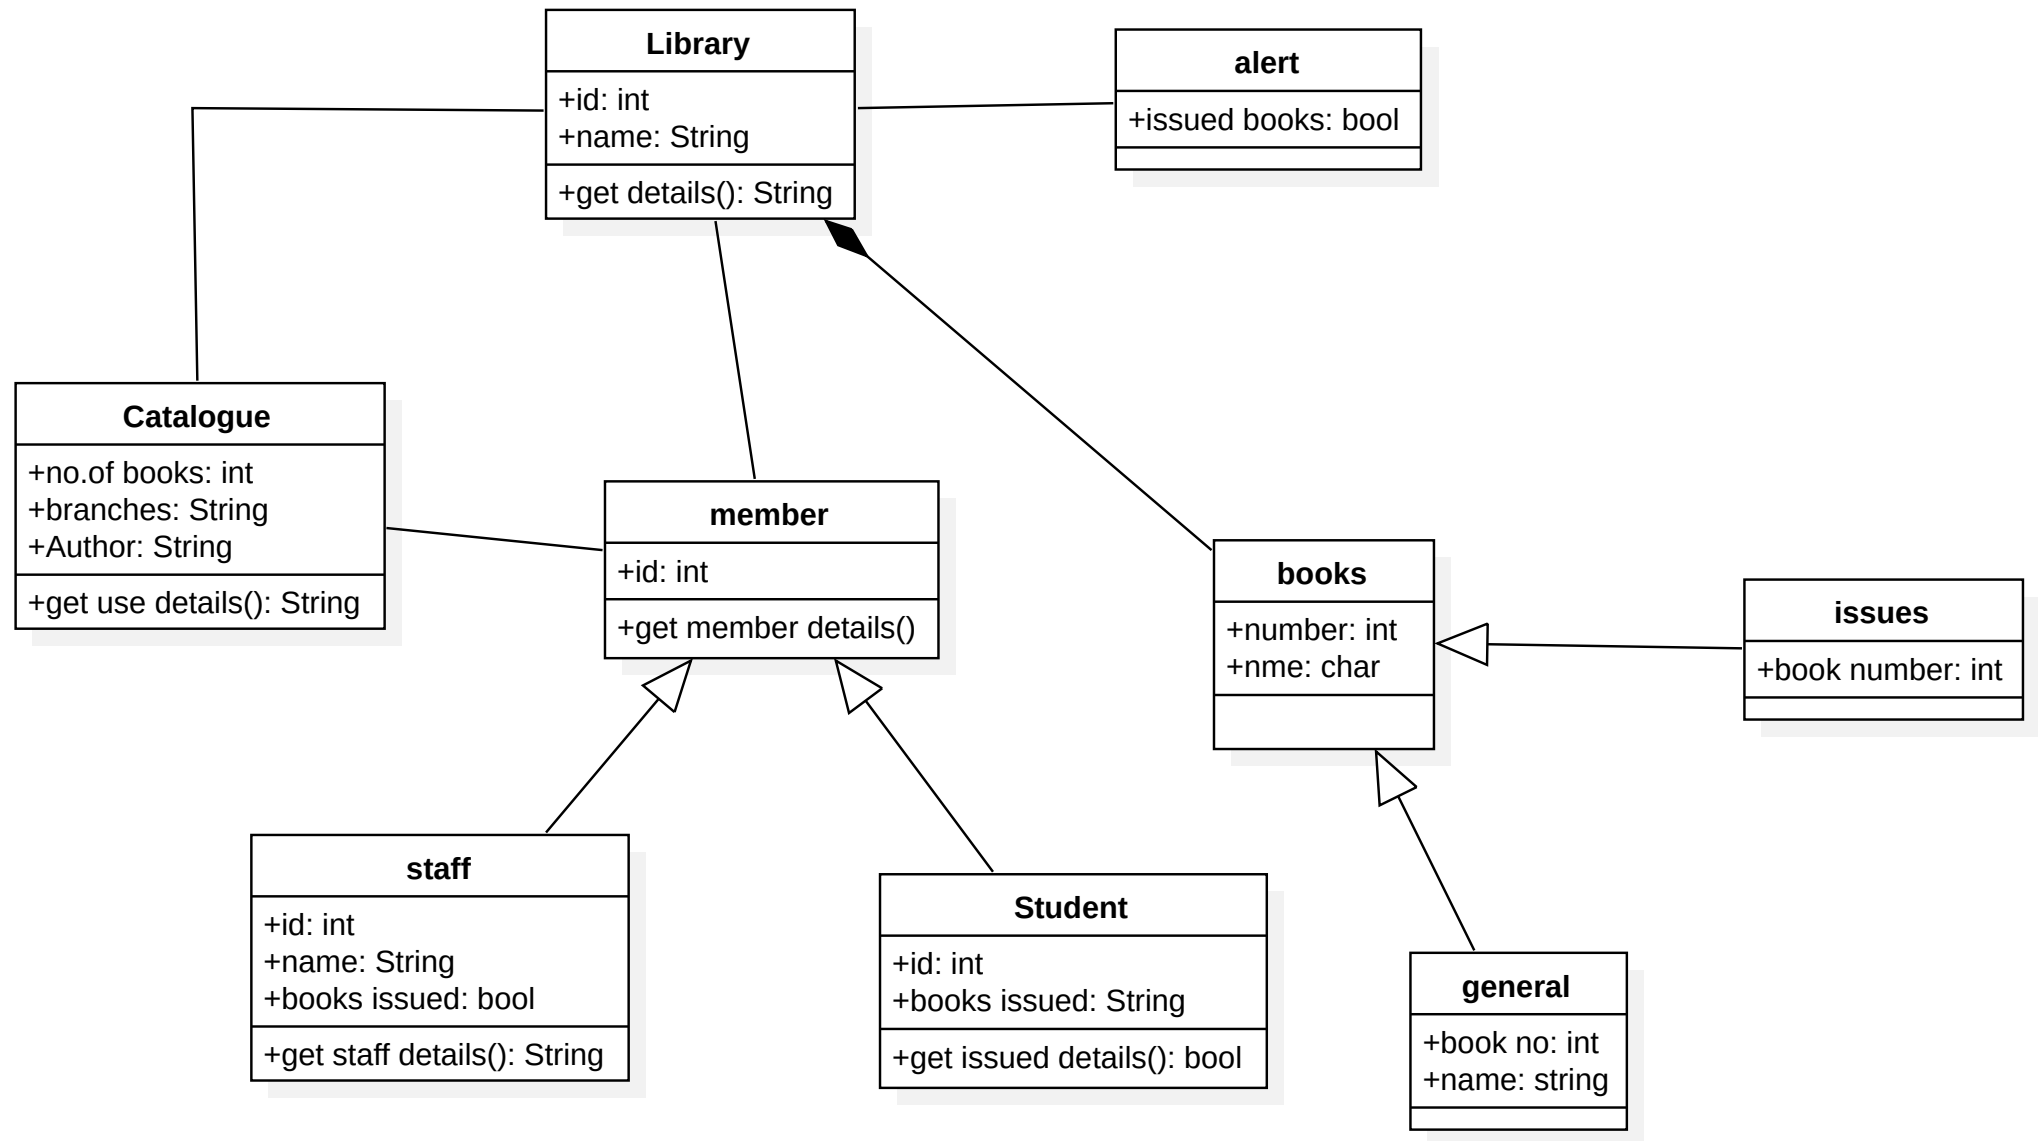 Library
+id: int
+name: String
+get details(): String
alert
+issued books: bool
Catalogue
+no.of books: int
+branches: String
+Author: String
+get use details(): String
member
+id: int
+get member details()
books
+number: int
+nme: char
issues
+book number: int
staff
+id: int
+name: String
+books issued: bool
+get staff details(): String
Student
+id: int
+books issued: String
+get issued details(): bool
general
+book no: int
+name: string